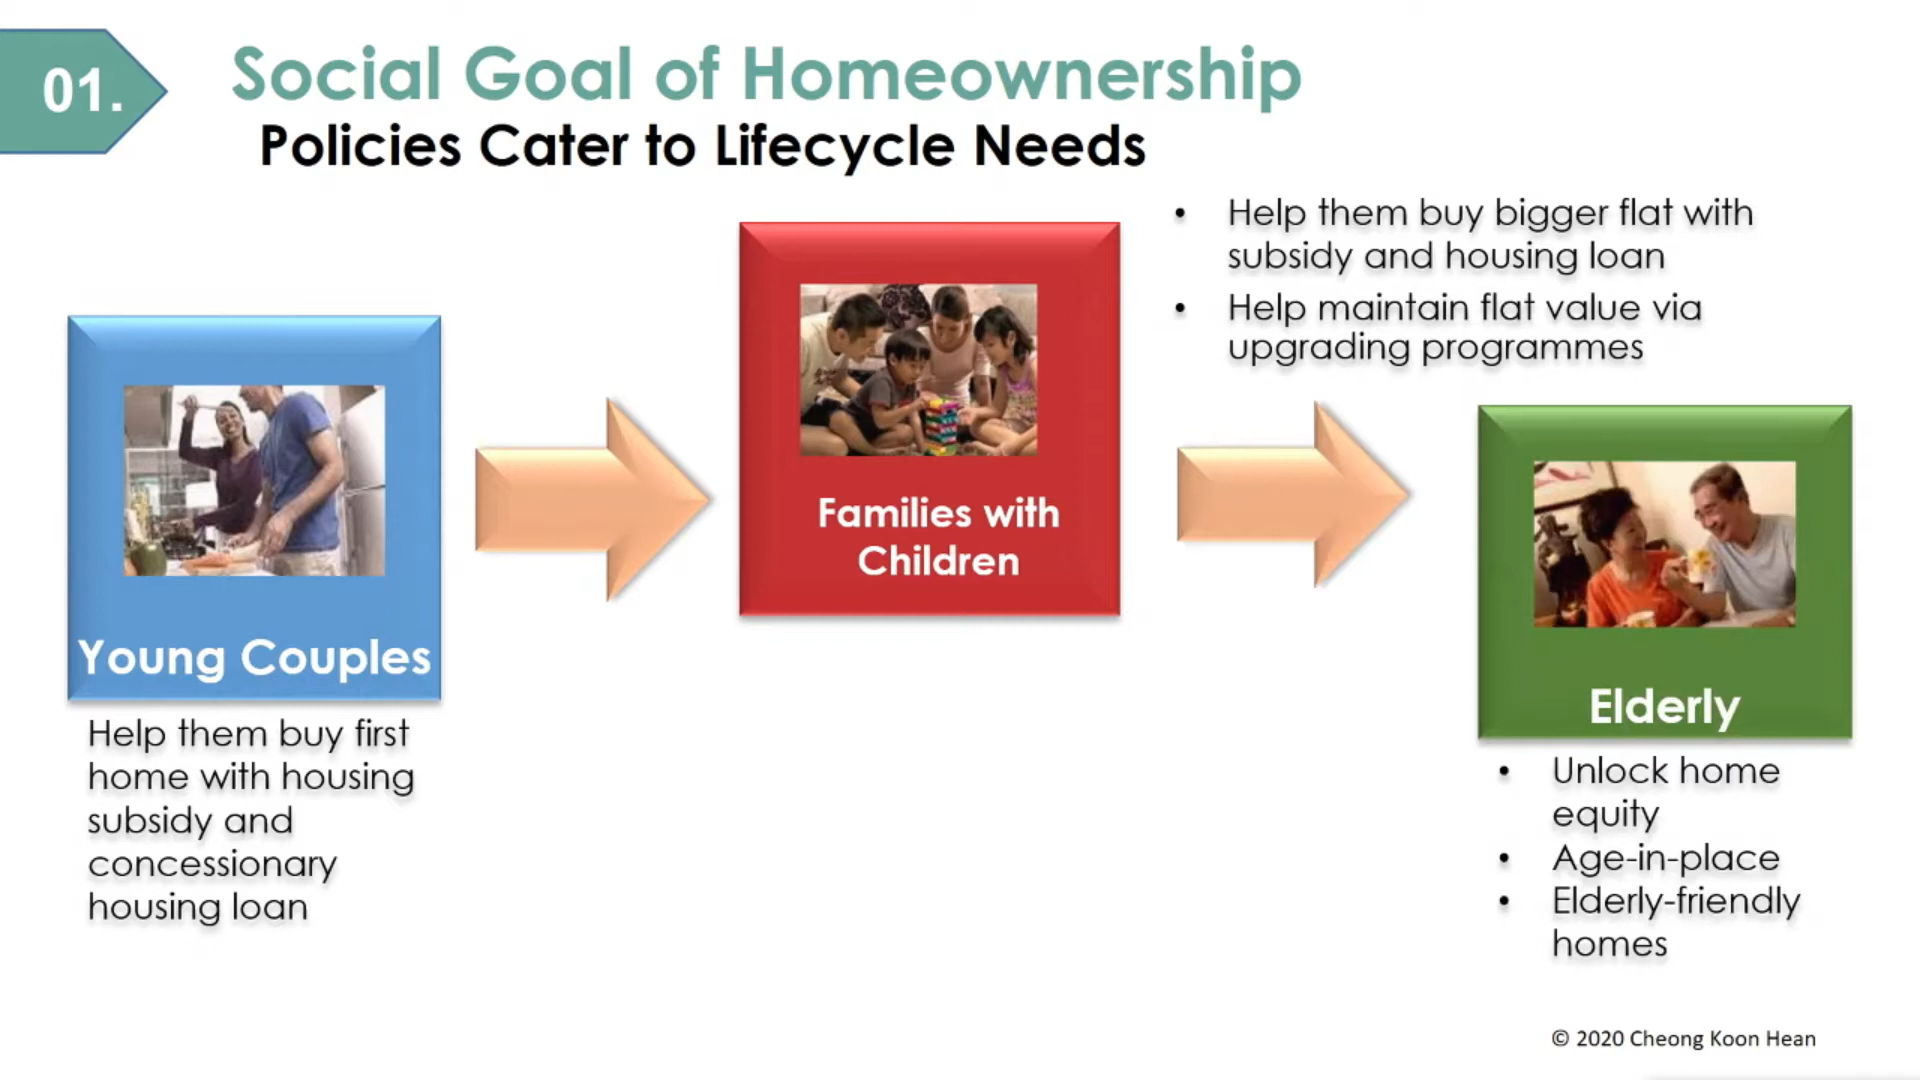 01.
Social Goal of Homeownership
Policies Cater to Lifecycle Needs
Young Couples
Help them buy first
home with housing
subsidy and
concessionary
housing loan
Families with
Children
• Help them buy bigger flat with
subsidy and housing loan
• Help maintain flat value via
upgrading programmes
Elderly
• Unlock home
equity
• Age-in-place
• Elderly-friendly
homes
© 2020 Cheong Koon Hean